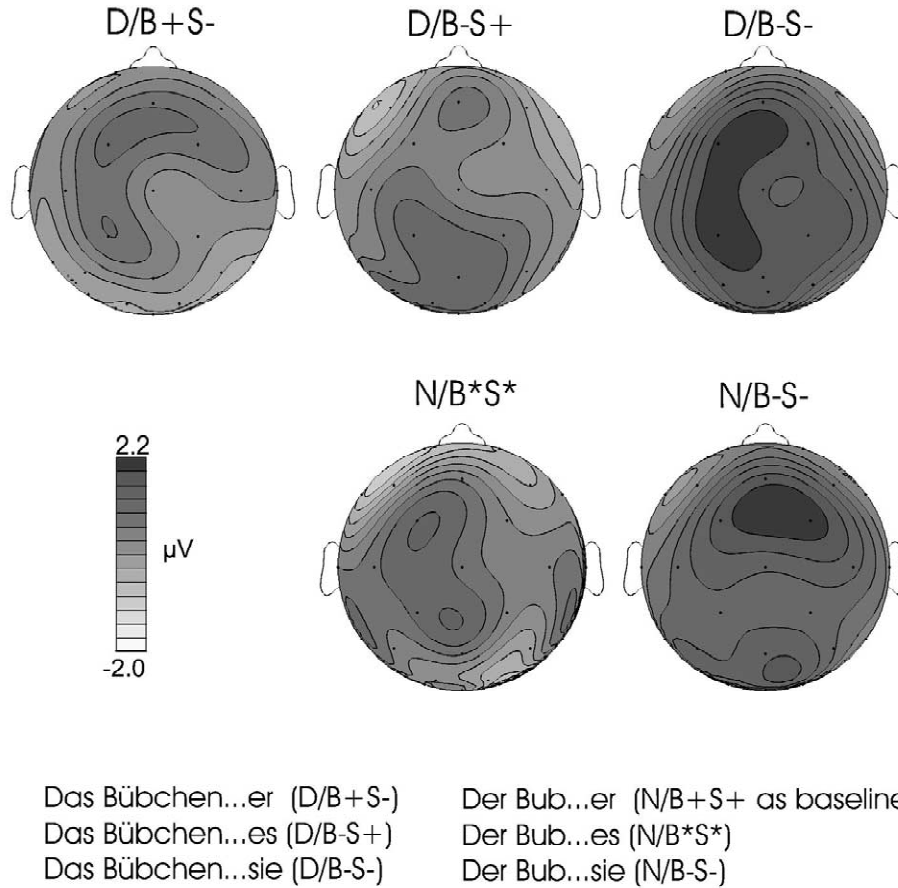 D/B+S- D/B-S+ D/B-S-
N/B*S* N/B-S-
2.2
µV
-2.0
Das Bübchen...er (D/B+S-) Der Bub...er (N/B+S+ as baseline
Das Bübchen...es (D/B-S+) Der Bub...es (N/B*S*)
Das Bübchen...sie (D/B-S-) Der Bub...sie (N/B-S-)